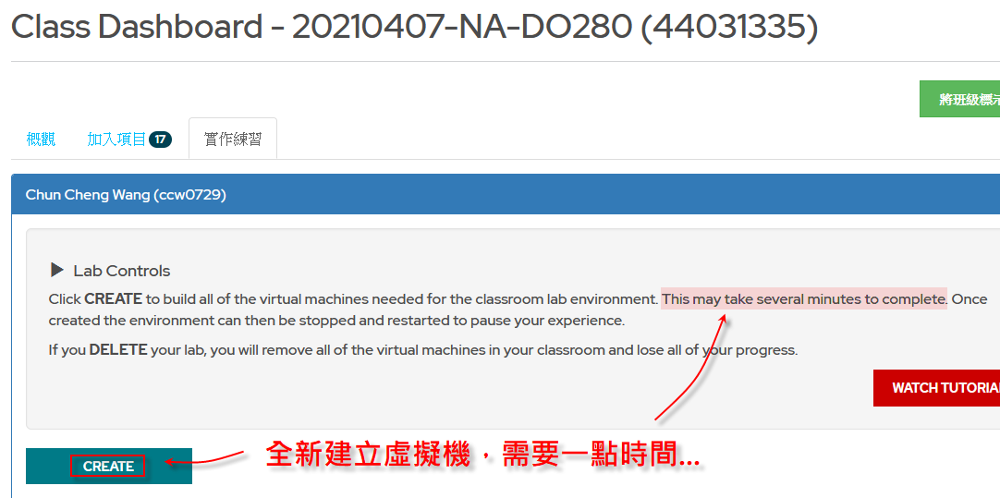 Class Dashboard - 20210407-NA-DO280 (44031335)
將班級標示
概觀 加入項目 17 實作練習
Chun Cheng Wang (ccw0729)
Lab Controls
Click CREATE to build all of the virtual machines needed for the classroom lab environment. This may take several minutes to complete. Once
created the environment can then be stopped and restarted to pause your experience.
If you DELETE your lab, you will remove all of the virtual machines in your classroom and lose all of your progress.
WATCH TUTORIA
CREATE 全新建立虛擬機，需要一點時間...